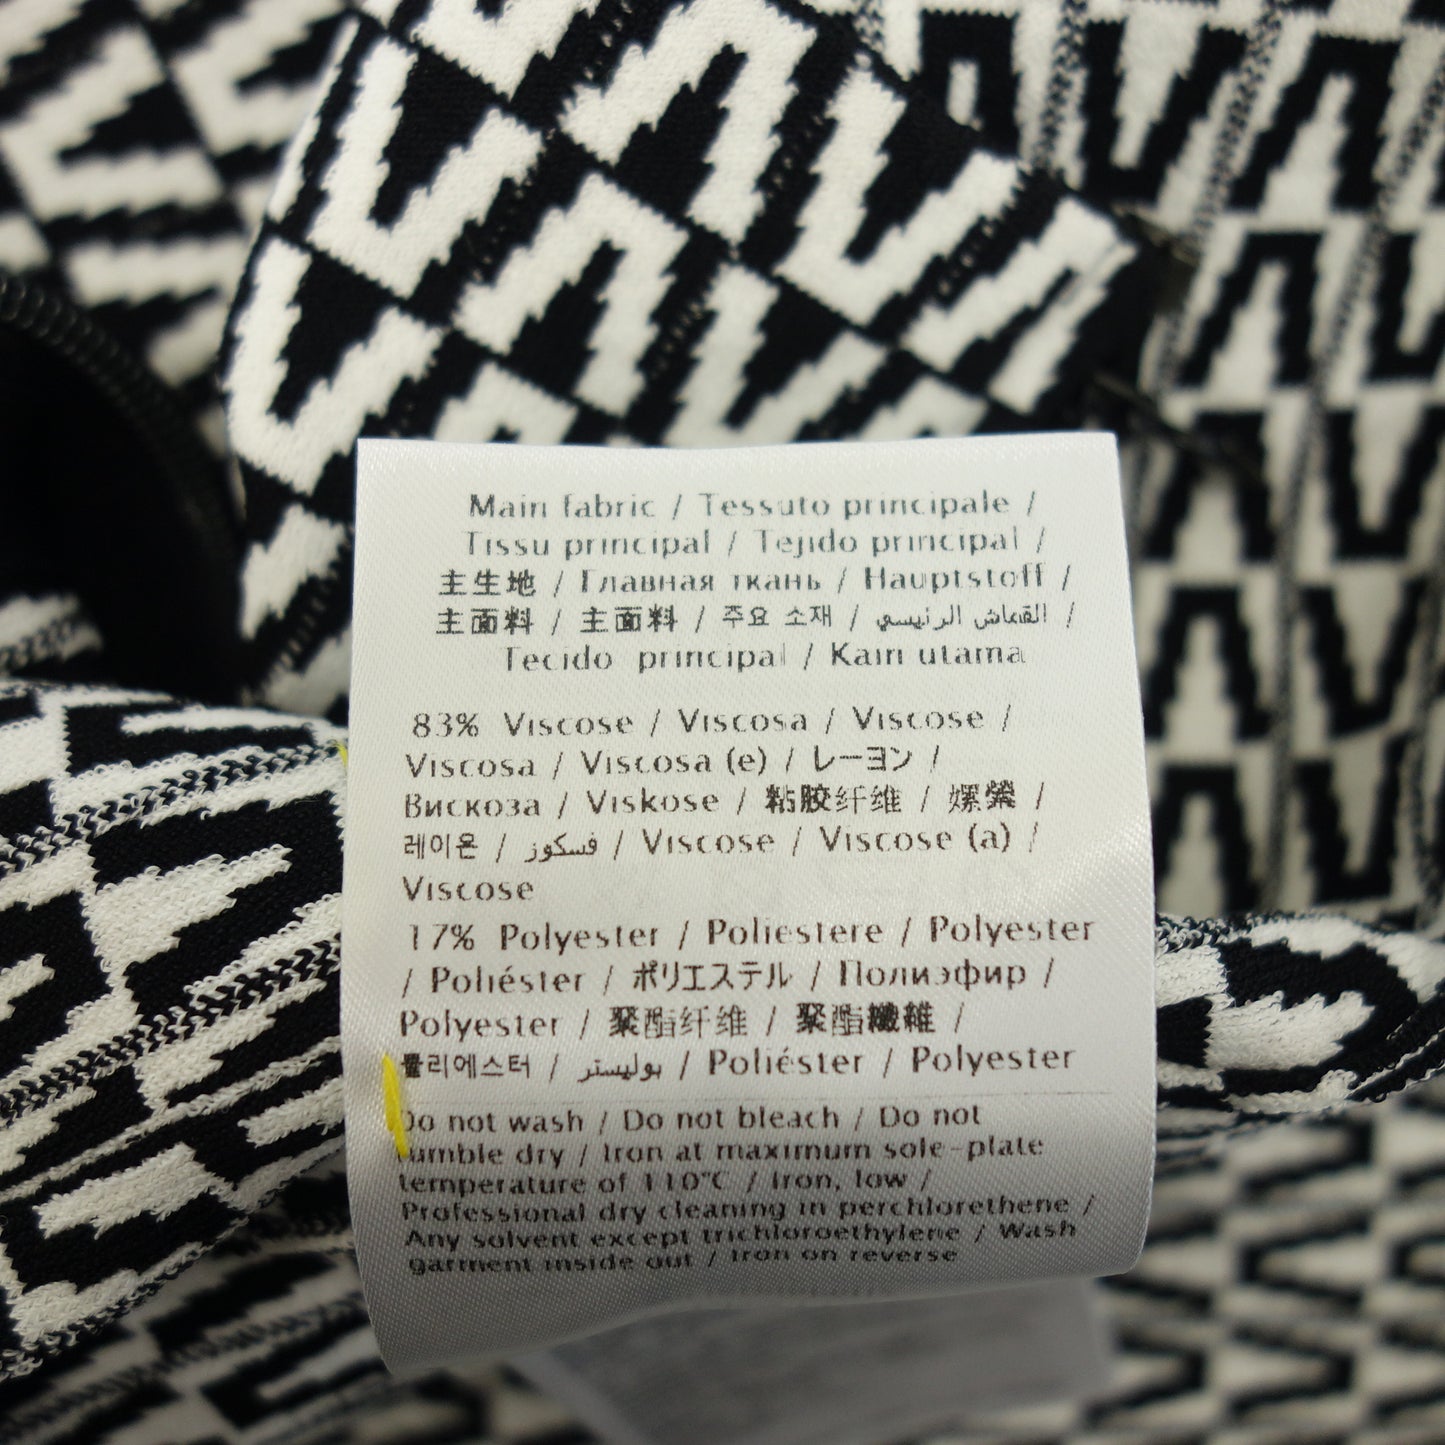 Main fabric / Tessuto principale /
Tissu principal / Tejido principal /
主生地 / Главная ткань / Hauptstoff /
主面料 / 主面料 / 주요 소재 / القماش الرئيسي /
Tecido principal / Kain utama
83% Viscose / Viscosa / Viscose /
Viscosa / Viscosa (e) / レーヨン /
Вискоза / Viskose / 粘胶纤维 / 嫘縈 /
레이온 / فسكوز / Viscose / Viscose (a) /
Viscose
17% Polyester / Poliestere / Polyester
/ Poliéster / ポリエステル / Полиэфир /
Polyester / 聚酯纤维 / 聚酯纖維 /
폴리에스터 / بوليستر / Poliéster / Polyester
Do not wash / Do not bleach / Do not
tumble dry / Iron at maximum sole-plate
temperature of 110°C / Iron, low /
Professional dry cleaning in perchlorethene /
Any solvent except trichloroethylene / Wash
garment inside out / Iron on reverse